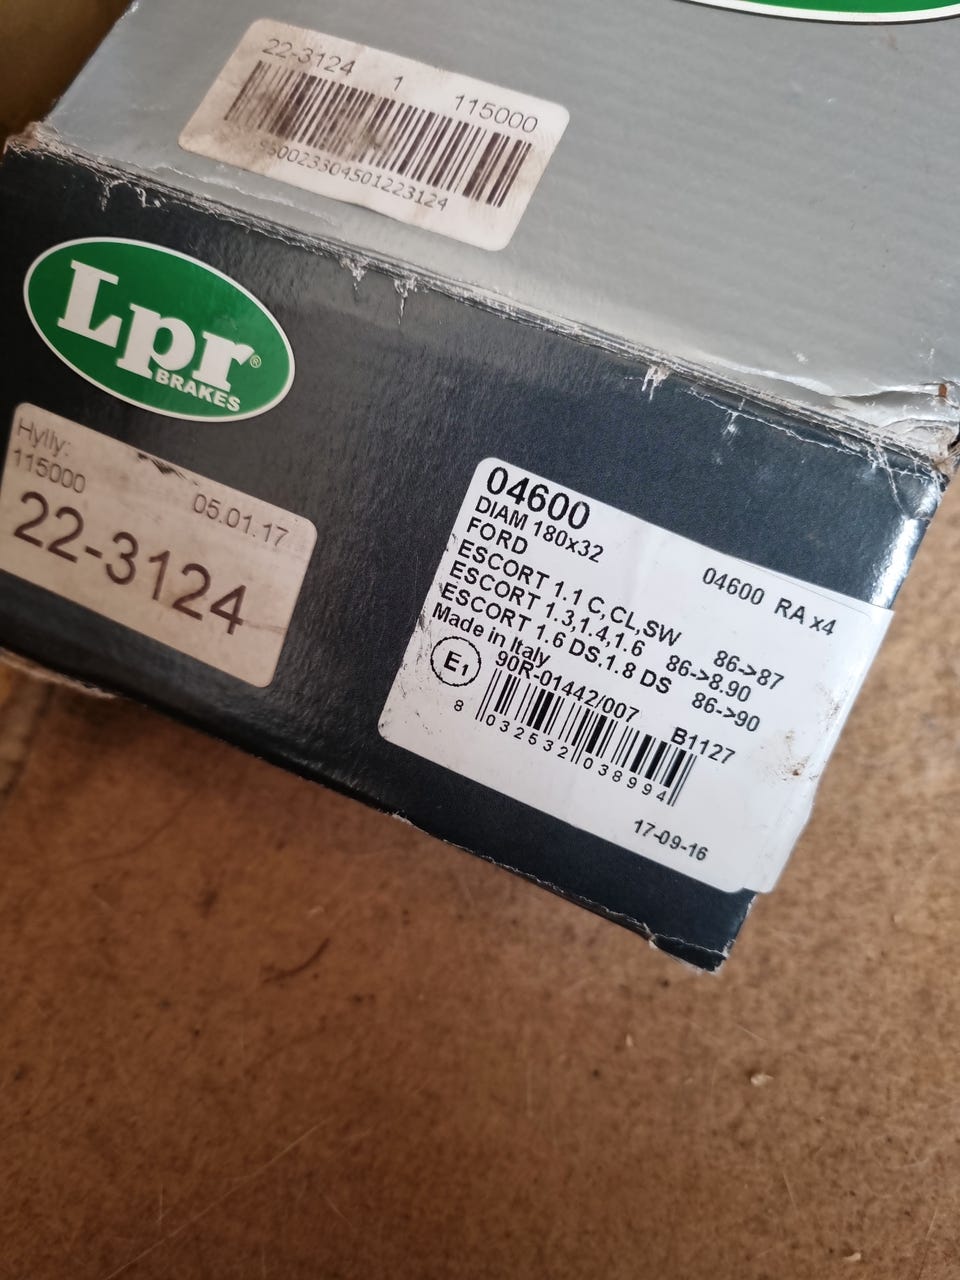 22-3124 1 115000
Lpr®
BRAKES
Hylly:
115000 05.01.17
22-3124
04600
DIAM 180x32 04600 RA x4
FORD
ESCORT 1.1 C,CL,SW 86->87
ESCORT 1.3,1.4,1.6 86->8.90
ESCORT 1.6 DS.1.8 DS 86->90
Made in Italy
E1 90R-01442/007 B1127
8 032532 038994
17-09-16